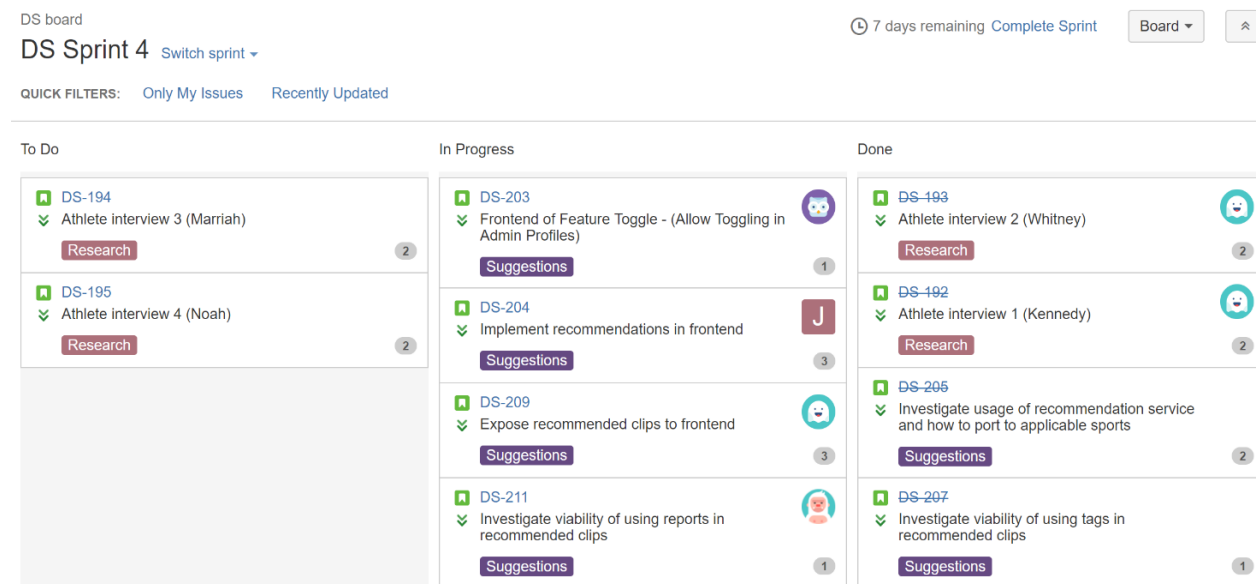 DS board
DS Sprint 4 Switch sprint
7 days remaining Complete Sprint
Board
QUICK FILTERS: Only My Issues Recently Updated
To Do
DS-194
Athlete interview 3 (Marriah)
Research
2
DS-195
Athlete interview 4 (Noah)
Research
2
In Progress
DS-203
Frontend of Feature Toggle - (Allow Toggling in
Admin Profiles)
Suggestions
1
DS-204
Implement recommendations in frontend
J
Suggestions
3
DS-209
Expose recommended clips to frontend
Suggestions
3
DS-211
Investigate viability of using reports in
recommended clips
Suggestions
1
Done
DS-193
Athlete interview 2 (Whitney)
Research
2
DS-192
Athlete interview 1 (Kennedy)
Research
2
DS-205
Investigate usage of recommendation service
and how to port to applicable sports
Suggestions
2
DS-207
Investigate viability of using tags in
recommended clips
Suggestions
1